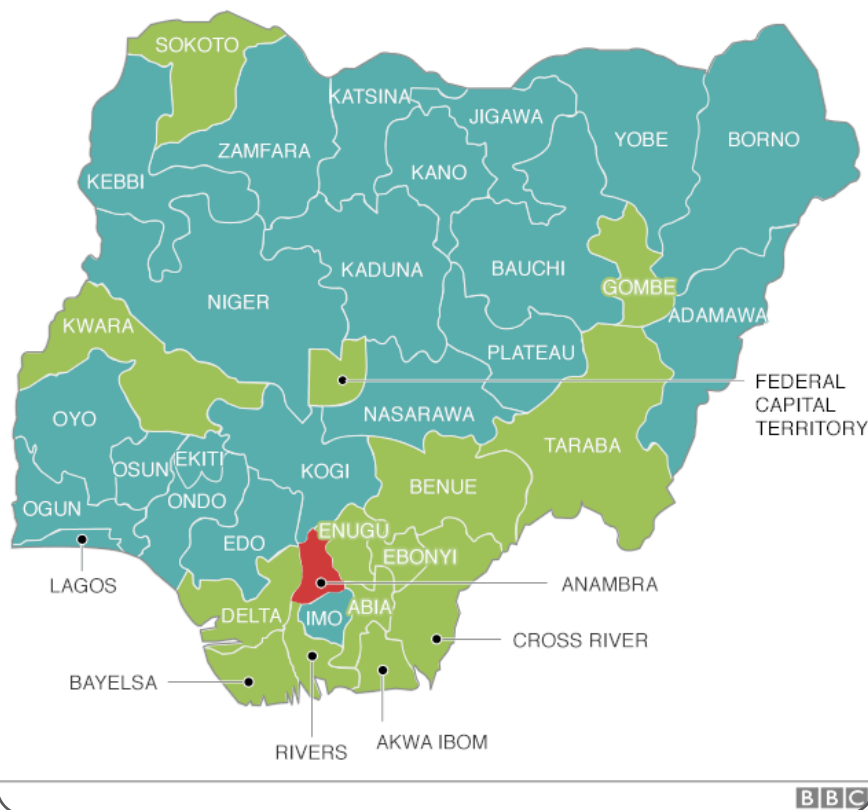 SOKOTO
KATSINA
JIGAWA
YOBE
BORNO
ZAMFARA
KANO
KEBBI
KADUNA
BAUCHI
GOMBE
NIGER
ADAMAWA
KWARA
PLATEAU
FEDERAL
CAPITAL
TERRITORY
OYO
NASARAWA
TARABA
OSUN
EKITI
KOGI
BENUE
OGUN
ONDO
ENUGU
EDO
EBONYI
LAGOS
ANAMBRA
DELTA
IMO
ABIA
CROSS RIVER
BAYELSA
RIVERS
AKWA IBOM
BBC